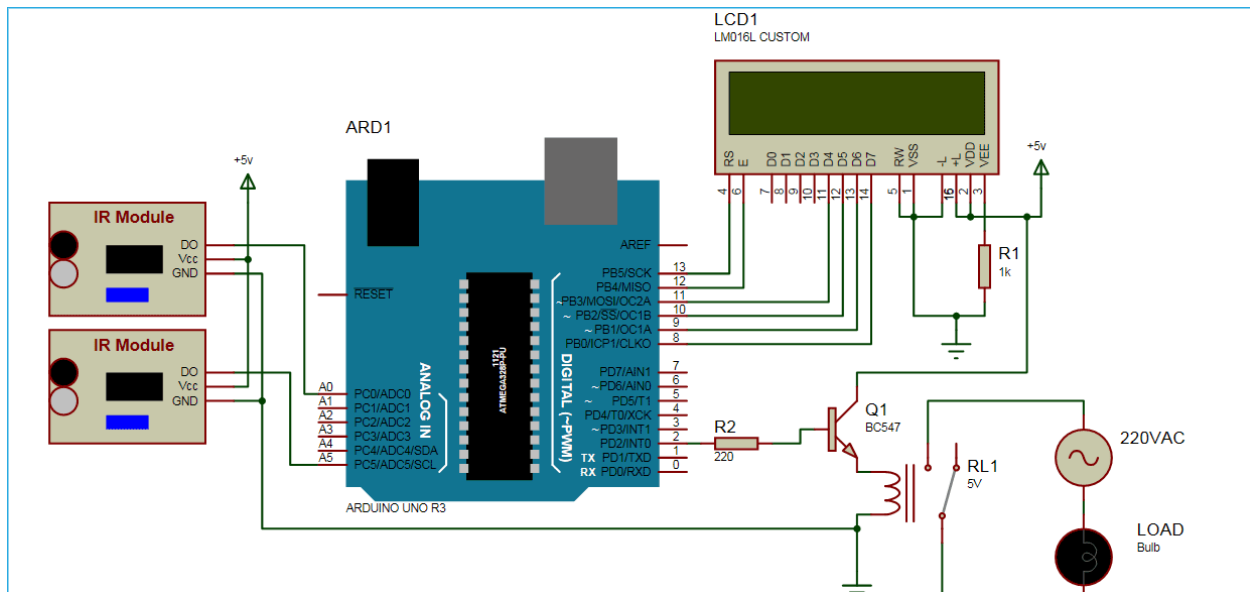 LCD1
LM016L CUSTOM
RS E D0 D1 D2 D3 D4 D5 D6 D7 RW VSS -L +L VDD VEE
4 6 7 8 9 10 11 12 13 14 5 1 16 15 2 3
+5v
R1
1k
ARD1
+5v
IR Module
DO
Vcc
GND
IR Module
DO
Vcc
GND
RESET
A0 PC0/ADC0
A1 PC1/ADC1
A2 PC2/ADC2
A3 PC3/ADC3
A4 PC4/ADC4/SDA
A5 PC5/ADC5/SCL
ANALOG IN
1121
ATMEGA328P-PU
DIGITAL (~PWM)
AREF
PB5/SCK 13
PB4/MISO 12
~PB3/MOSI/OC2A 11
~ PB2/SS/OC1B 10
~ PB1/OC1A 9
PB0/ICP1/CLKO 8
PD7/AIN1 7
~PD6/AIN0 6
~ PD5/T1 5
PD4/T0/XCK 4
~PD3/INT1 3
PD2/INT0 2
TX PD1/TXD 1
RX PD0/RXD 0
ARDUINO UNO R3
R2
220
Q1
BC547
RL1
5V
220VAC
LOAD
Bulb